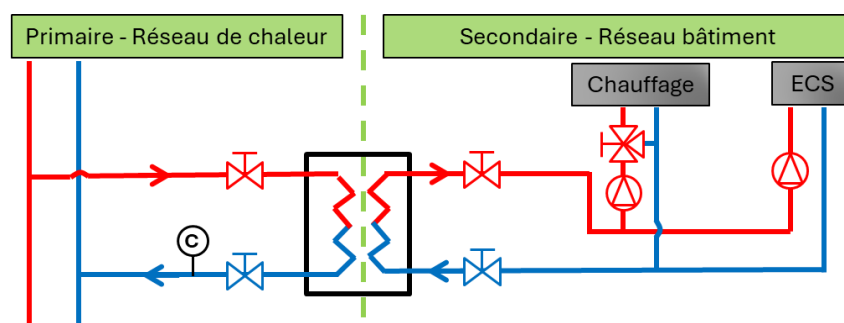 Primaire - Réseau de chaleur
Secondaire - Réseau bâtiment
Chauffage
ECS
C